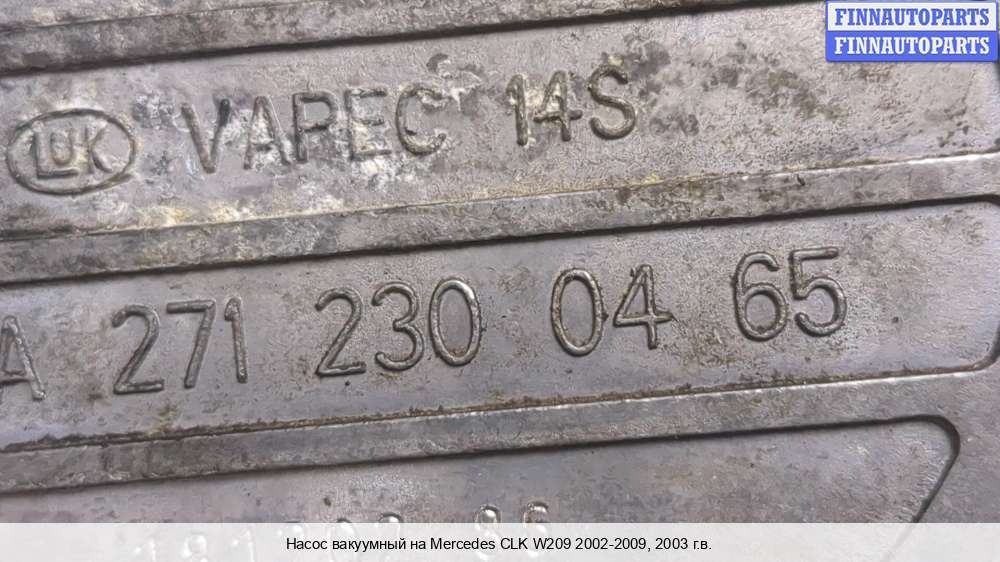 FINNAUTOPARTS
FINNAUTOPARTS
LUK VAPEC 14S
A 271 230 04 65
Насос вакуумный на Mercedes CLK W209 2002-2009, 2003 г.в.